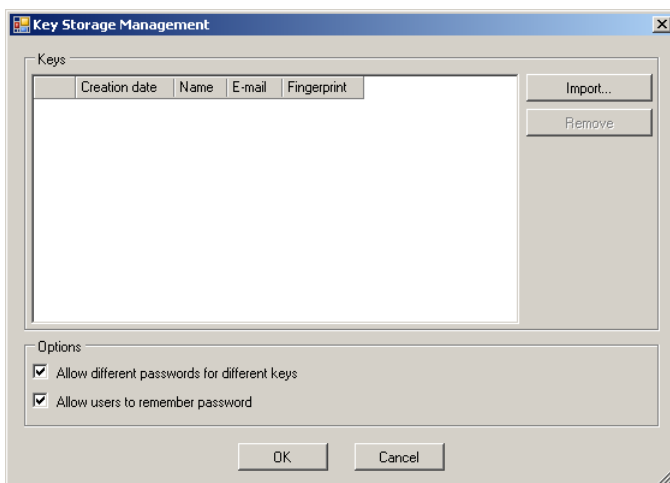 Key Storage Management
Keys
Creation date Name E-mail Fingerprint
Import...
Remove
Options
Allow different passwords for different keys
Allow users to remember password
OK Cancel